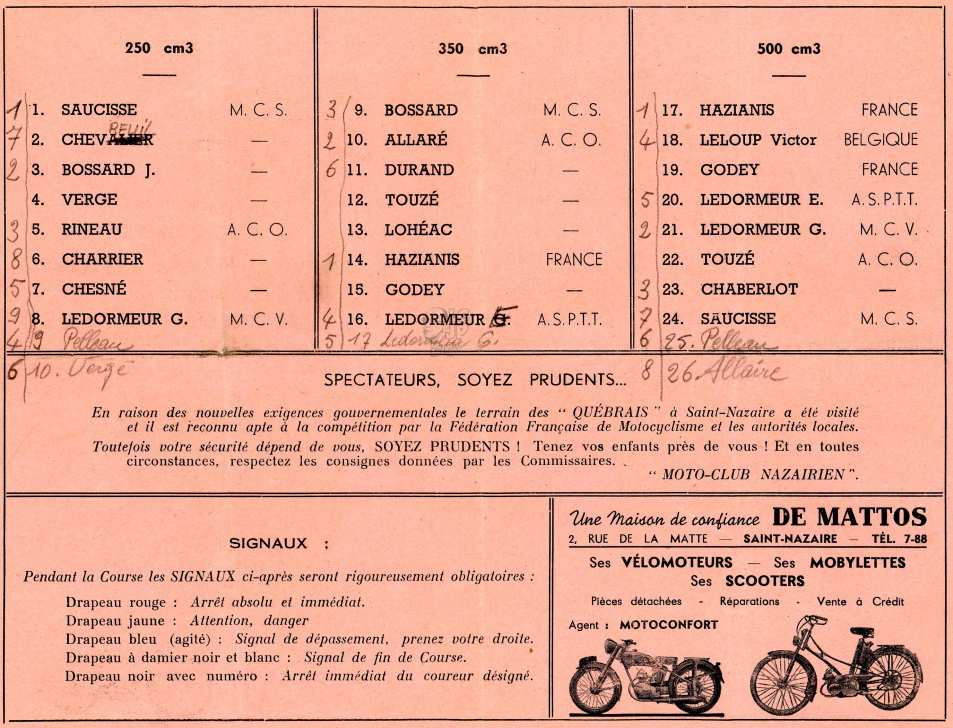 250 cm3
1 1. SAUCISSE M. C. S.
7 2. CHEVALIER REUIL —
2 3. BOSSARD J. —
4. VERGE —
3 5. RINEAU A. C. O.
8 6. CHARRIER —
5 7. CHESNÉ —
9 8. LEDORMEUR G. M. C. V.
4 9 Pelleau
6 10. Vergé
350 cm3
3 9. BOSSARD M. C. S.
2 10. ALLARÉ A. C. O.
6 11. DURAND —
12. TOUZÉ —
13. LOHÉAC —
1 14. HAZIANIS FRANCE
15. GODEY —
4 16. LEDORMEUR E. A.S.P.T.T.
5 17 Ledormeur G.
500 cm3
1 17. HAZIANIS FRANCE
4 18. LELOUP Victor BELGIQUE
19. GODEY FRANCE
5 20. LEDORMEUR E. A.S.P.T.T.
2 21. LEDORMEUR G. M. C. V.
22. TOUZÉ A. C. O.
3 23. CHABERLOT —
7 24. SAUCISSE M. C. S.
6 25. Pelleau
8 26. Allaire
SPECTATEURS, SOYEZ PRUDENTS...
En raison des nouvelles exigences gouvernementales le terrain des “ QUÉBRAIS ” à Saint-Nazaire a été visité
et il est reconnu apte à la compétition par la Fédération Française de Motocyclisme et les autorités locales.
Toutefois votre sécurité dépend de vous, SOYEZ PRUDENTS ! Tenez vos enfants près de vous ! Et en toutes
circonstances, respectez les consignes données par les Commissaires.
“ MOTO-CLUB NAZAIRIEN ”.
SIGNAUX :
Pendant la Course les SIGNAUX ci-après seront rigoureusement obligatoires :
Drapeau rouge : Arrêt absolu et immédiat.
Drapeau jaune : Attention, danger
Drapeau bleu (agité) : Signal de dépassement, prenez votre droite.
Drapeau à damier noir et blanc : Signal de fin de Course.
Drapeau noir avec numéro : Arrêt immédiat du coureur désigné.
Une Maison de confiance DE MATTOS
2, RUE DE LA MATTE — SAINT-NAZAIRE — TÉL. 7-88
Ses VÉLOMOTEURS — Ses MOBYLETTES
Ses SCOOTERS
Pièces détachées - Réparations - Vente à Crédit
Agent : MOTOCONFORT